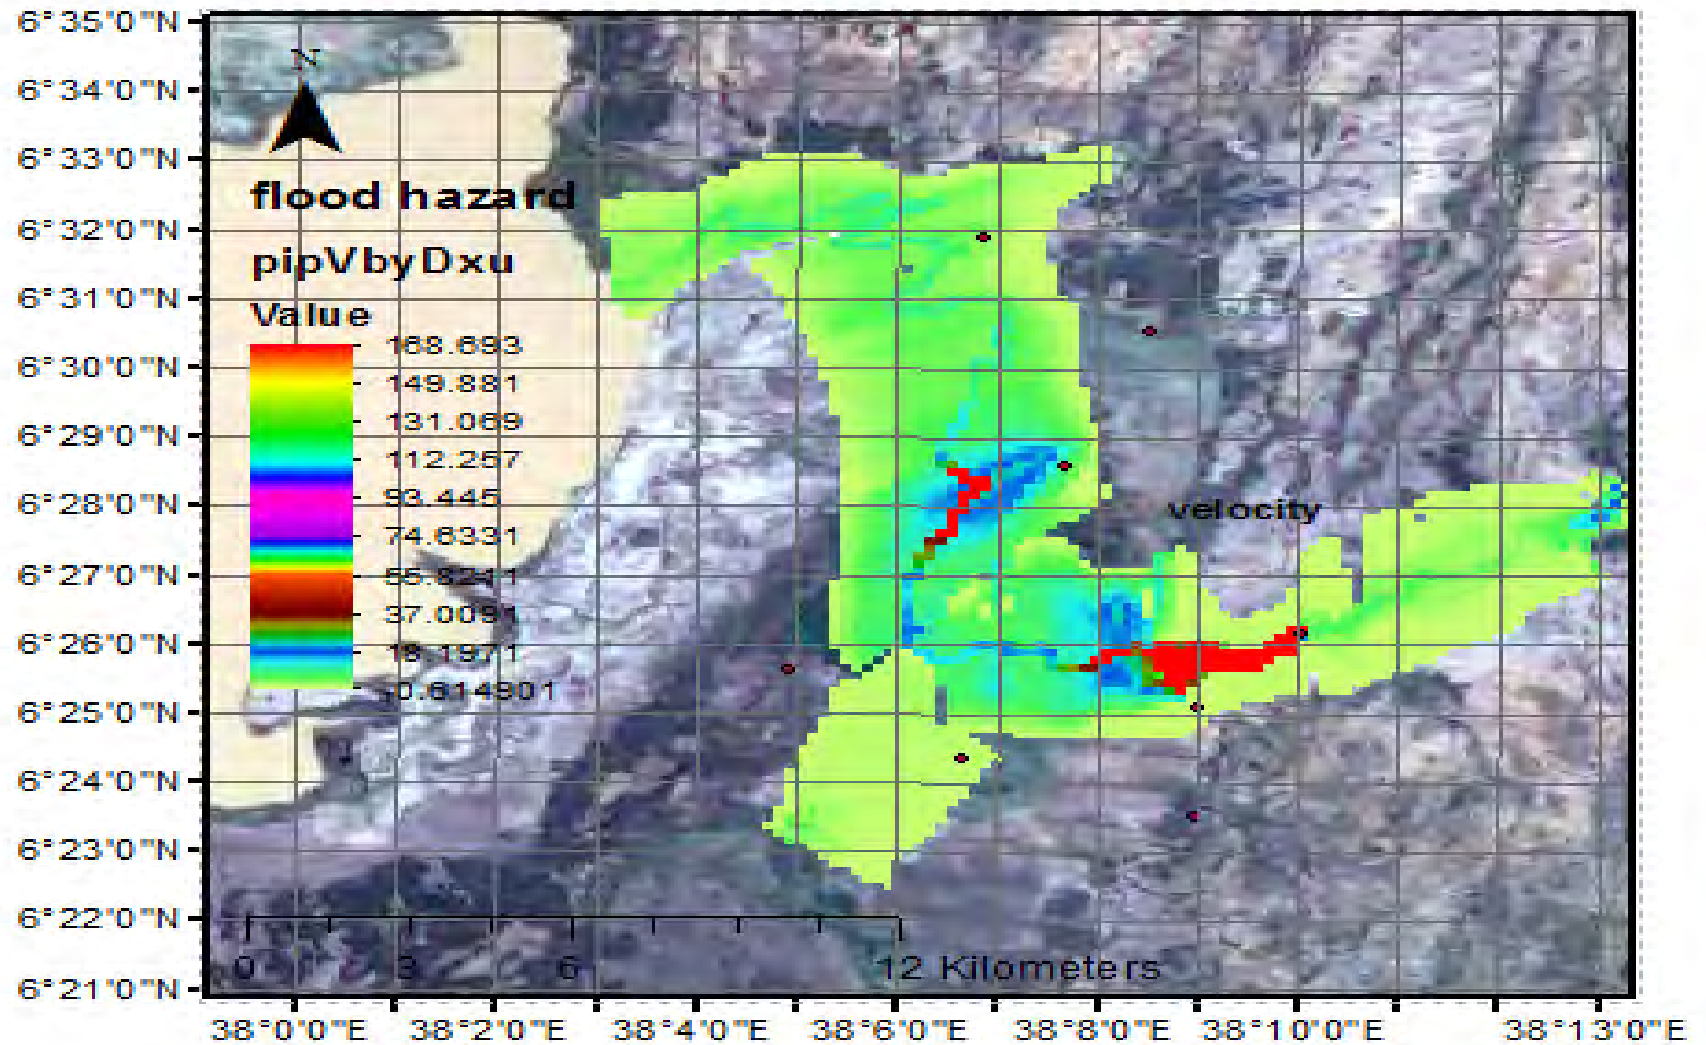 6°35'0"N
6°34'0"N
6°33'0"N
6°32'0"N
6°31'0"N
6°30'0"N
6°29'0"N
6°28'0"N
6°27'0"N
6°26'0"N
6°25'0"N
6°24'0"N
6°23'0"N
6°22'0"N
6°21'0"N
N
flood hazard
pipVbyDxu
Value
168.693
149.881
131.069
112.257
93.445
74.6331
55.8211
37.0091
18.1971
-0.614901
velocity
0 3 6 12 Kilometers
38°0'0"E 38°2'0"E 38°4'0"E 38°6'0"E 38°8'0"E 38°10'0"E 38°13'0"E